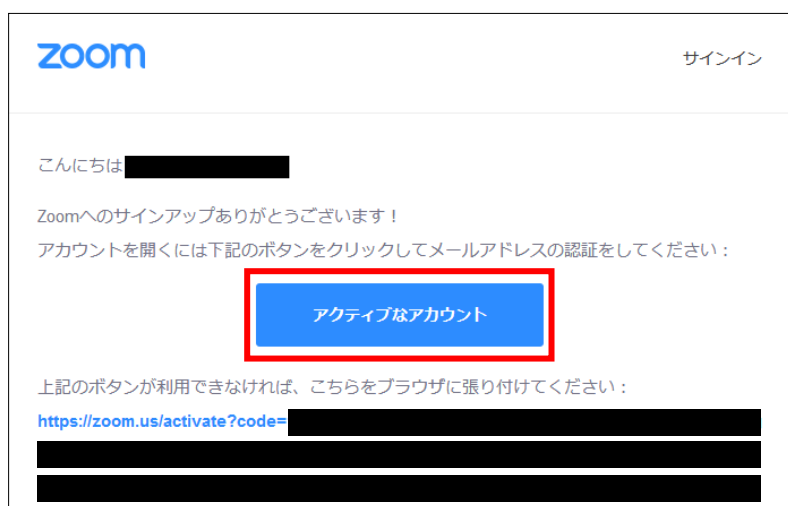 zoom
サインイン
こんにちは
Zoomへのサインアップありがとうございます！
アカウントを開くには下記のボタンをクリックしてメールアドレスの認証をしてください：
アクティブなアカウント
上記のボタンが利用できなければ、こちらをブラウザに張り付けてください：
https://zoom.us/activate?code=